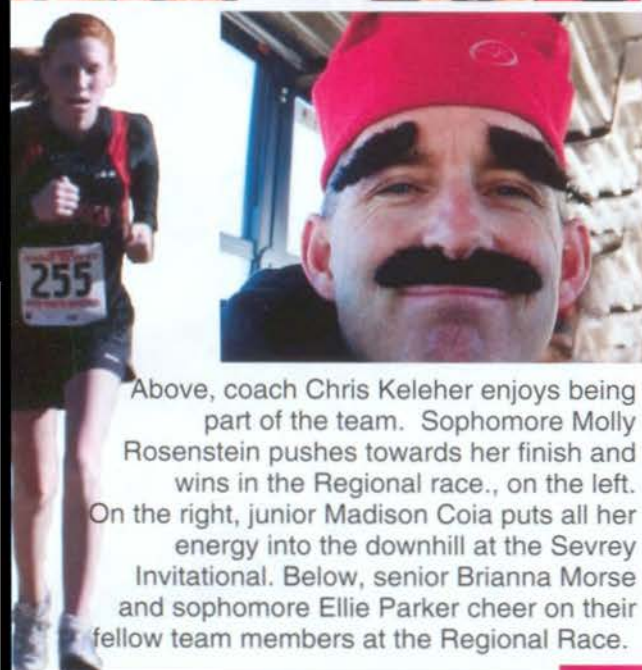 255
Above, coach Chris Keleher enjoys being
part of the team. Sophomore Molly
Rosenstein pushes towards her finish and
wins in the Regional race., on the left.
On the right, junior Madison Coia puts all her
energy into the downhill at the Sevrey
Invitational. Below, senior Brianna Morse
and sophomore Ellie Parker cheer on their
fellow team members at the Regional Race.